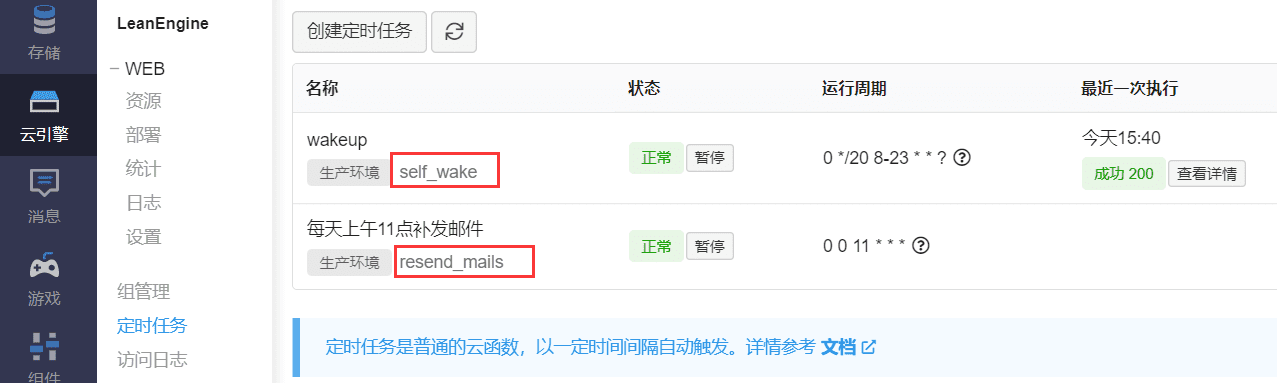 存储
云引擎
消息
游戏
组件
LeanEngine
WEB
资源
部署
统计
日志
设置
组管理
定时任务
访问日志
创建定时任务
名称 状态 运行周期 最近一次执行
wakeup
生产环境 self_wake
正常 暂停
0 */20 8-23 * * ?
今天15:40
成功 200 查看详情
每天上午11点补发邮件
生产环境 resend_mails
正常 暂停
0 0 11 * * *
定时任务是普通的云函数，以一定时间间隔自动触发。详情参考 文档